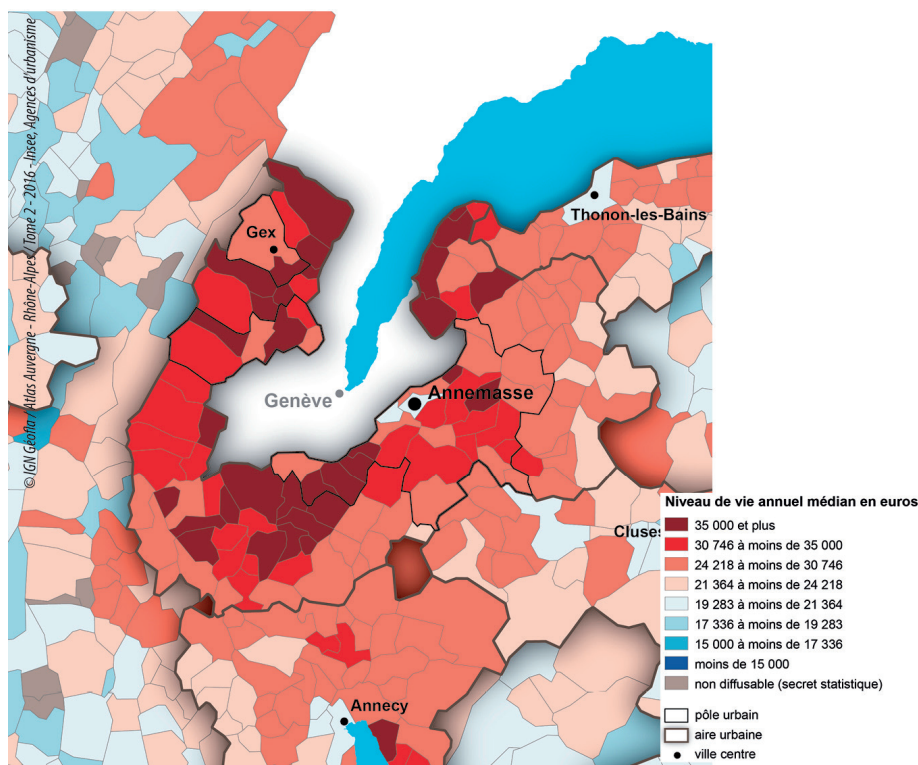 © IGN Géofla / Atlas Auvergne - Rhône-Alpes / Tome 2 - 2016 - Insee, Agences d'urbanisme
Thonon-les-Bains
Gex
Genève
Annemasse
Cluses
Annecy
Niveau de vie annuel médian en euros
35 000 et plus
30 746 à moins de 35 000
24 218 à moins de 30 746
21 364 à moins de 24 218
19 283 à moins de 21 364
17 336 à moins de 19 283
15 000 à moins de 17 336
moins de 15 000
non diffusable (secret statistique)
pôle urbain
aire urbaine
ville centre